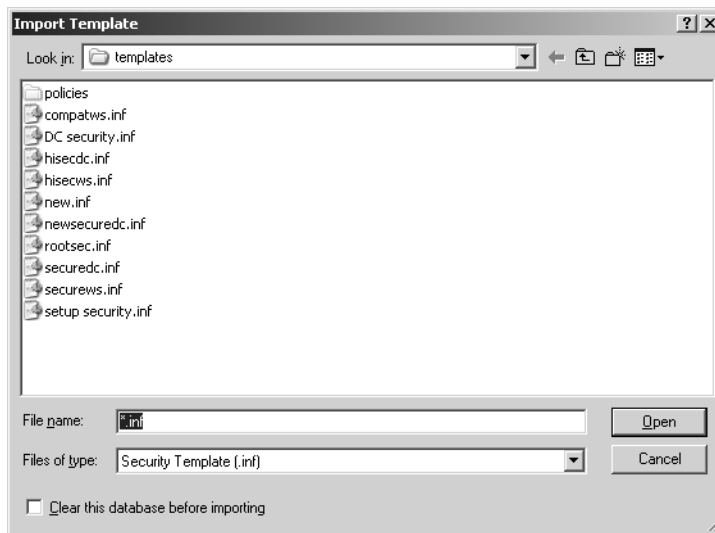 Import Template
Look in: templates
policies
compatws.inf
DC security.inf
hisecdc.inf
hisecws.inf
new.inf
newsecuredc.inf
rootsec.inf
securedc.inf
securews.inf
setup security.inf
File name: *.inf Open
Files of type: Security Template (.inf) Cancel
Clear this database before importing